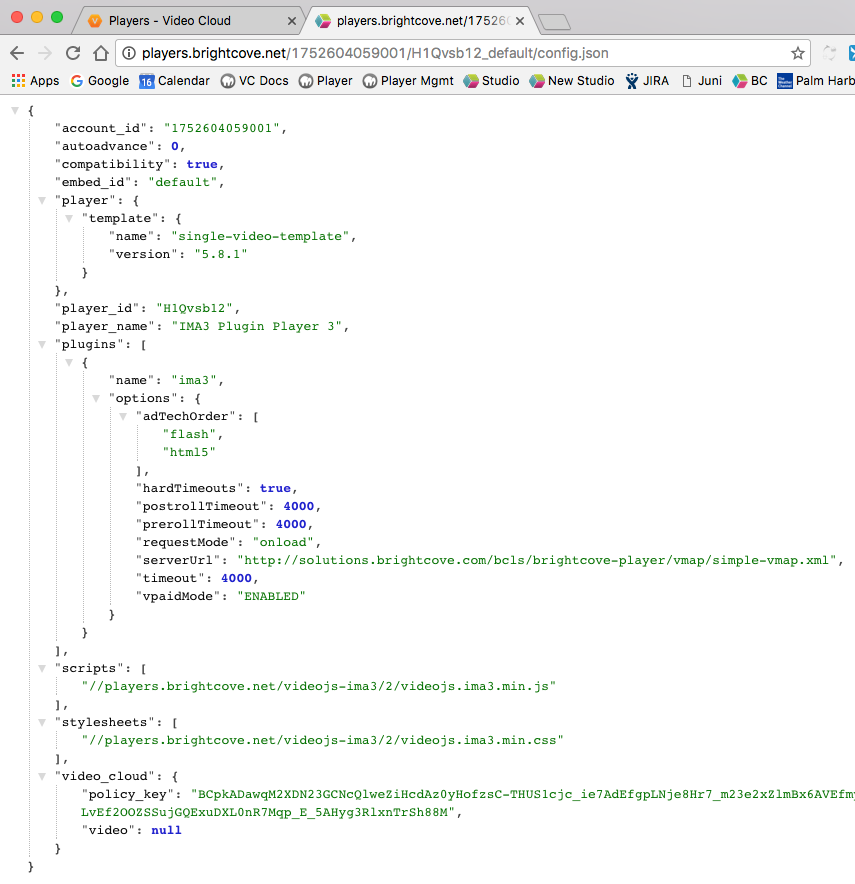 Players - Video Cloud
players.brightcove.net/17526
players.brightcove.net/1752604059001/H1Qvsb12_default/config.json
Apps Google 16 Calendar VC Docs Player Player Mgmt Studio New Studio JIRA Juni BC Palm Harb
{
"account_id": "1752604059001",
"autoadvance": 0,
"compatibility": true,
"embed_id": "default",
"player": {
"template": {
"name": "single-video-template",
"version": "5.8.1"
}
},
"player_id": "H1Qvsb12",
"player_name": "IMA3 Plugin Player 3",
"plugins": [
{
"name": "ima3",
"options": {
"adTechOrder": [
"flash",
"html5"
],
"hardTimeouts": true,
"postrollTimeout": 4000,
"prerollTimeout": 4000,
"requestMode": "onload",
"serverUrl": "http://solutions.brightcove.com/bcls/brightcove-player/vmap/simple-vmap.xml",
"timeout": 4000,
"vpaidMode": "ENABLED"
}
}
],
"scripts": [
"//players.brightcove.net/videojs-ima3/2/videojs.ima3.min.js"
],
"stylesheets": [
"//players.brightcove.net/videojs-ima3/2/videojs.ima3.min.css"
],
"video_cloud": {
"policy_key": "BCpkADawqM2XDN23GCNcQlweZiHcdAz0yHofzsC-THUS1cjc_ie7AdEfgpLNje8Hr7_m23e2xZlmBx6AVEfmy
LvEf2OOZSSujGQExuDXL0nR7Mqp_E_5AHyg3RlxnTrSh88M",
"video": null
}
}